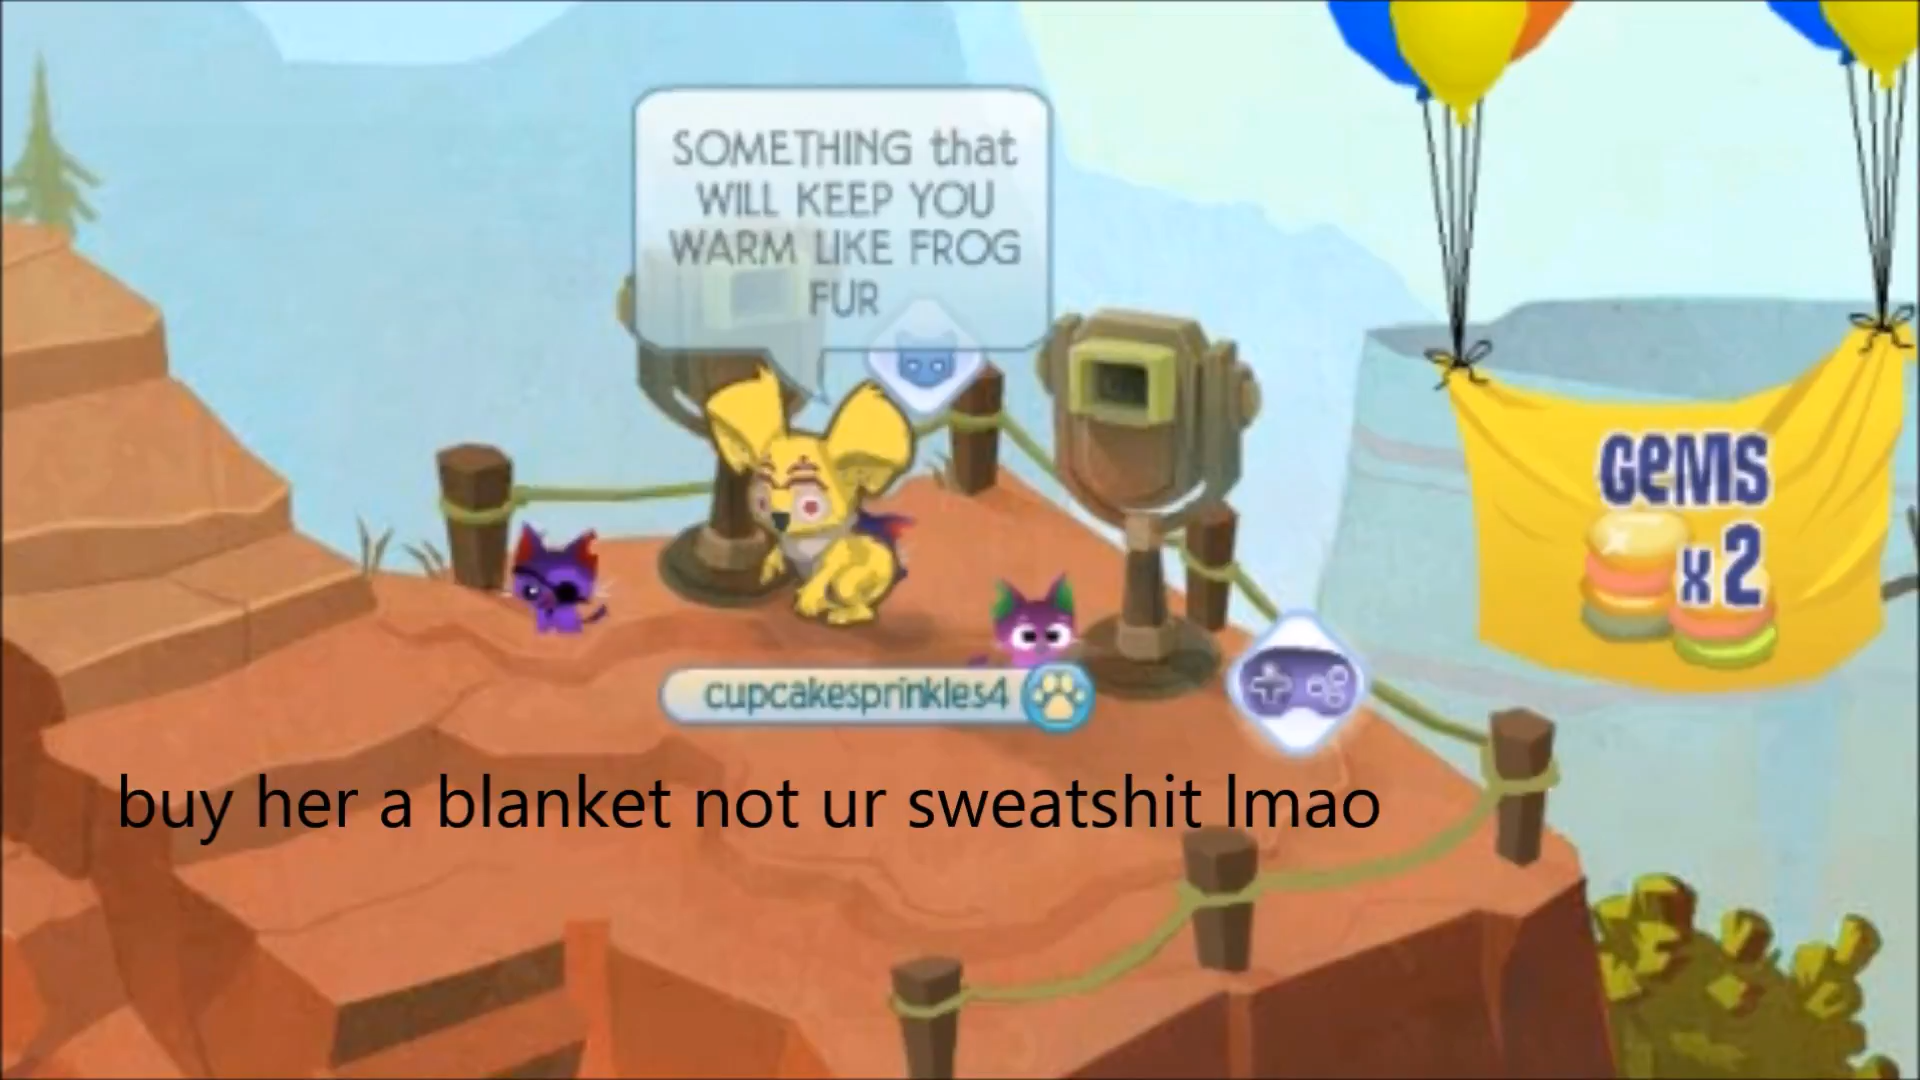 SOMETHING that
WILL KEEP YOU
WARM LIKE FROG
FUR
GEMS
x2
cupcakesprinkles4
buy her a blanket not ur sweatshit lmao